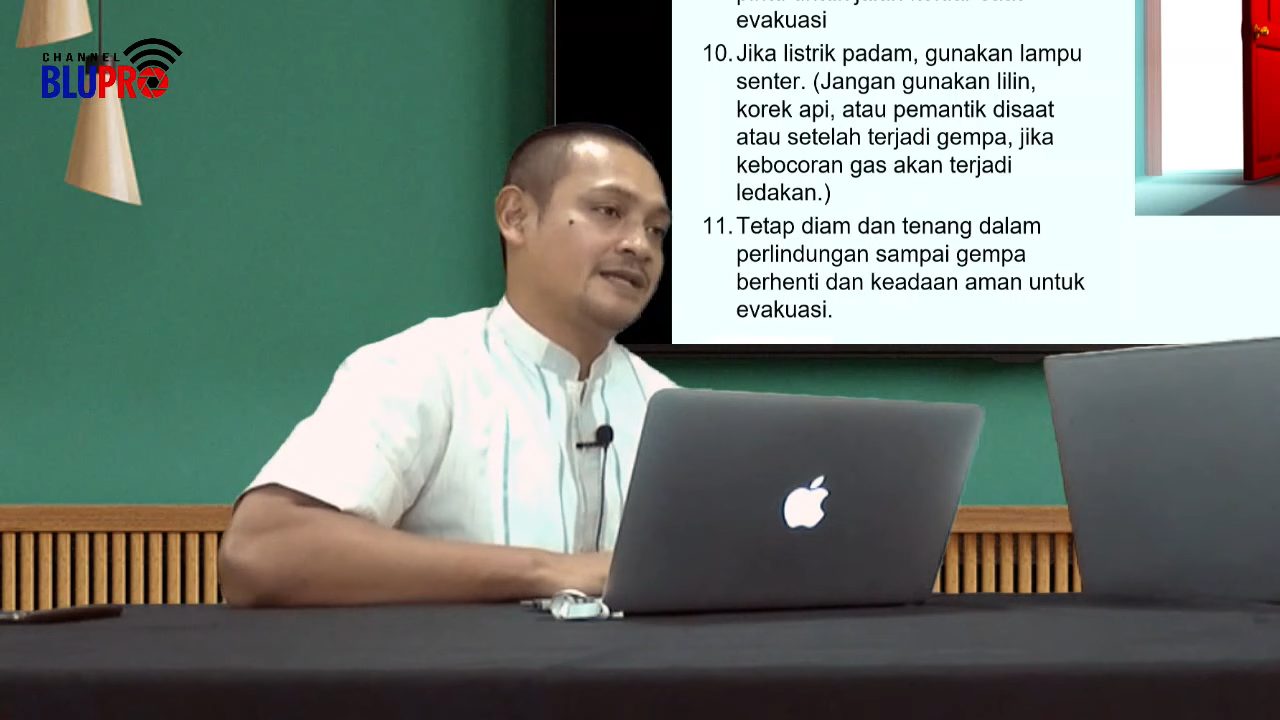 CHANNEL
BLUPRO
evakuasi
10. Jika listrik padam, gunakan lampu
senter. (Jangan gunakan lilin,
korek api, atau pemantik disaat
atau setelah terjadi gempa, jika
kebocoran gas akan terjadi
ledakan.)
11. Tetap diam dan tenang dalam
perlindungan sampai gempa
berhenti dan keadaan aman untuk
evakuasi.